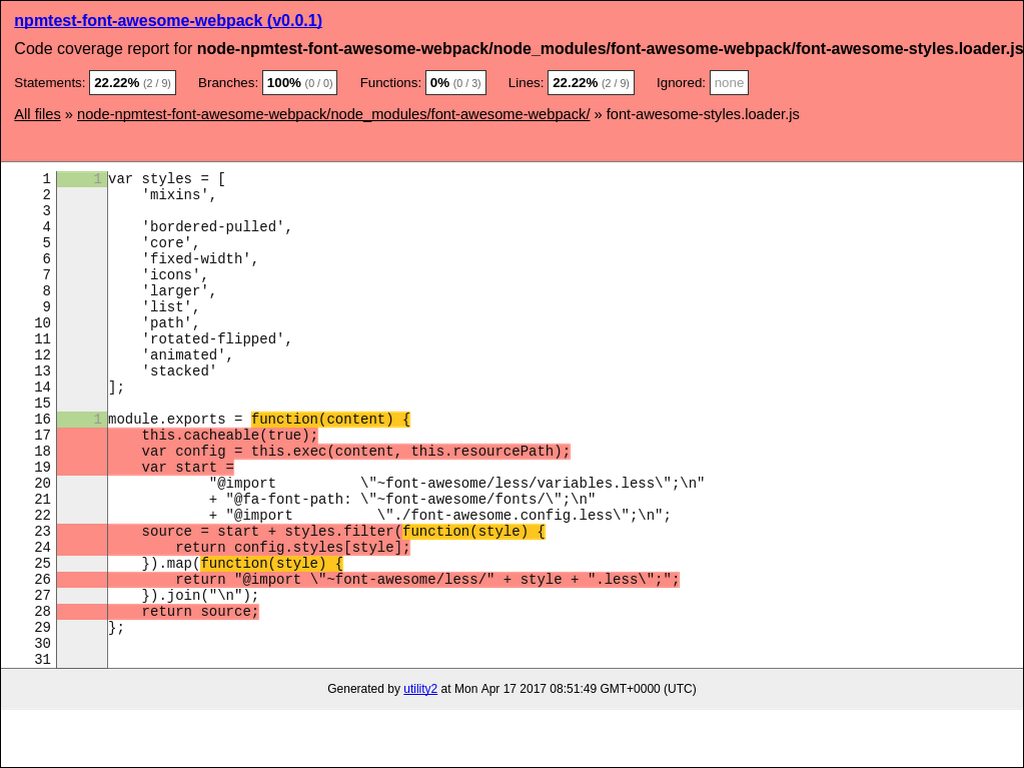 npmtest-font-awesome-webpack (v0.0.1)
Code coverage report for node-npmtest-font-awesome-webpack/node_modules/font-awesome-webpack/font-awesome-styles.loader.js
Statements: 22.22% (2 / 9) Branches: 100% (0 / 0) Functions: 0% (0 / 3) Lines: 22.22% (2 / 9) Ignored: none
All files » node-npmtest-font-awesome-webpack/node_modules/font-awesome-webpack/ » font-awesome-styles.loader.js
1 1 var styles = [
2     'mixins',
3
4     'bordered-pulled',
5     'core',
6     'fixed-width',
7     'icons',
8     'larger',
9     'list',
10     'path',
11     'rotated-flipped',
12     'animated',
13     'stacked'
14 ];
15
16 1 module.exports = function(content) {
17     this.cacheable(true);
18     var config = this.exec(content, this.resourcePath);
19     var start =
20             "@import          \"~font-awesome/less/variables.less\";\n"
21             + "@fa-font-path: \"~font-awesome/fonts/\";\n"
22             + "@import          \"./font-awesome.config.less\";\n";
23     source = start + styles.filter(function(style) {
24         return config.styles[style];
25     }).map(function(style) {
26         return "@import \"~font-awesome/less/" + style + ".less\";";
27     }).join("\n");
28     return source;
29 };
30
31
Generated by utility2 at Mon Apr 17 2017 08:51:49 GMT+0000 (UTC)